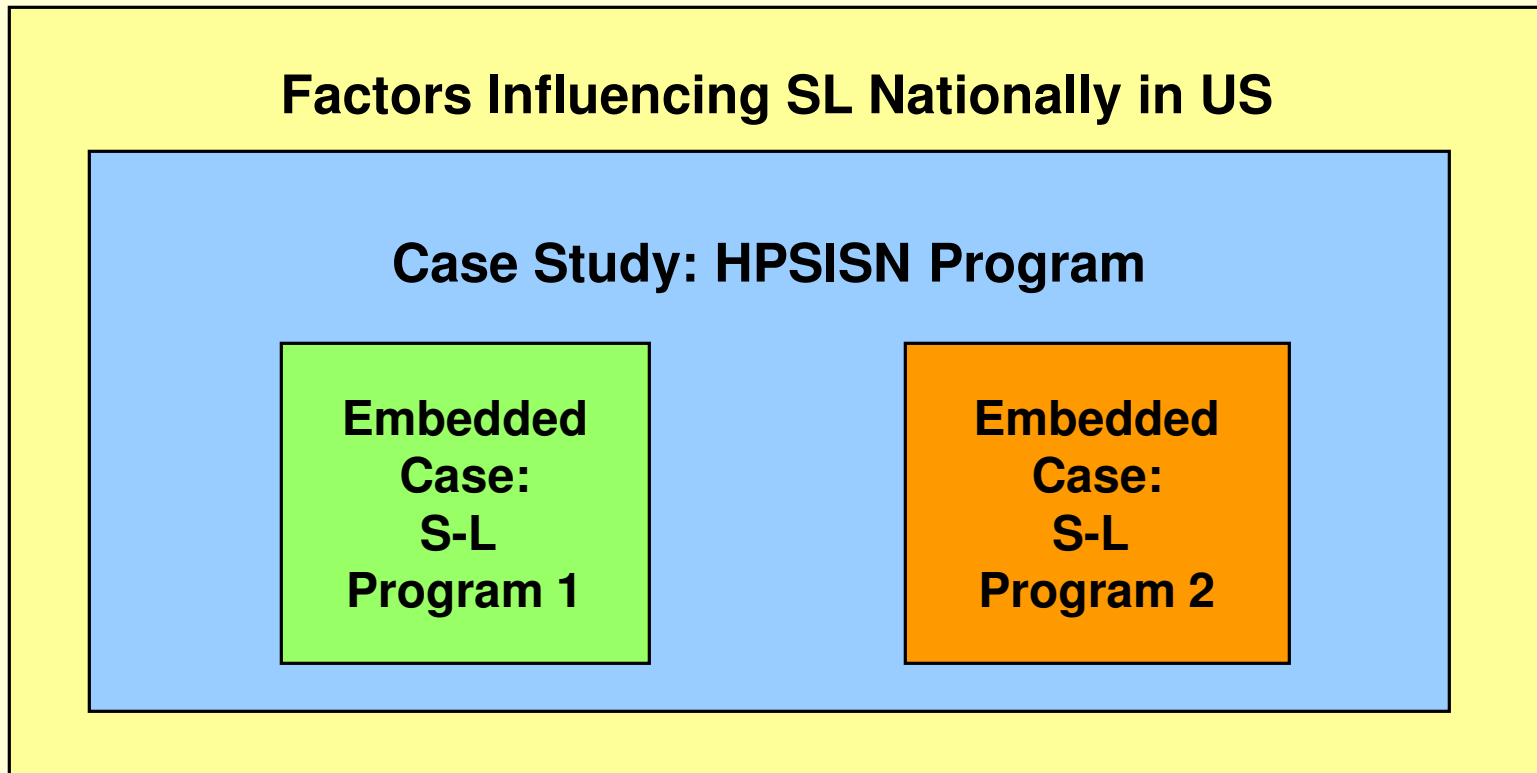 Factors Influencing SL Nationally in US
Case Study: HPSISN Program
Embedded
Case:
S-L
Program 1
Embedded
Case:
S-L
Program 2